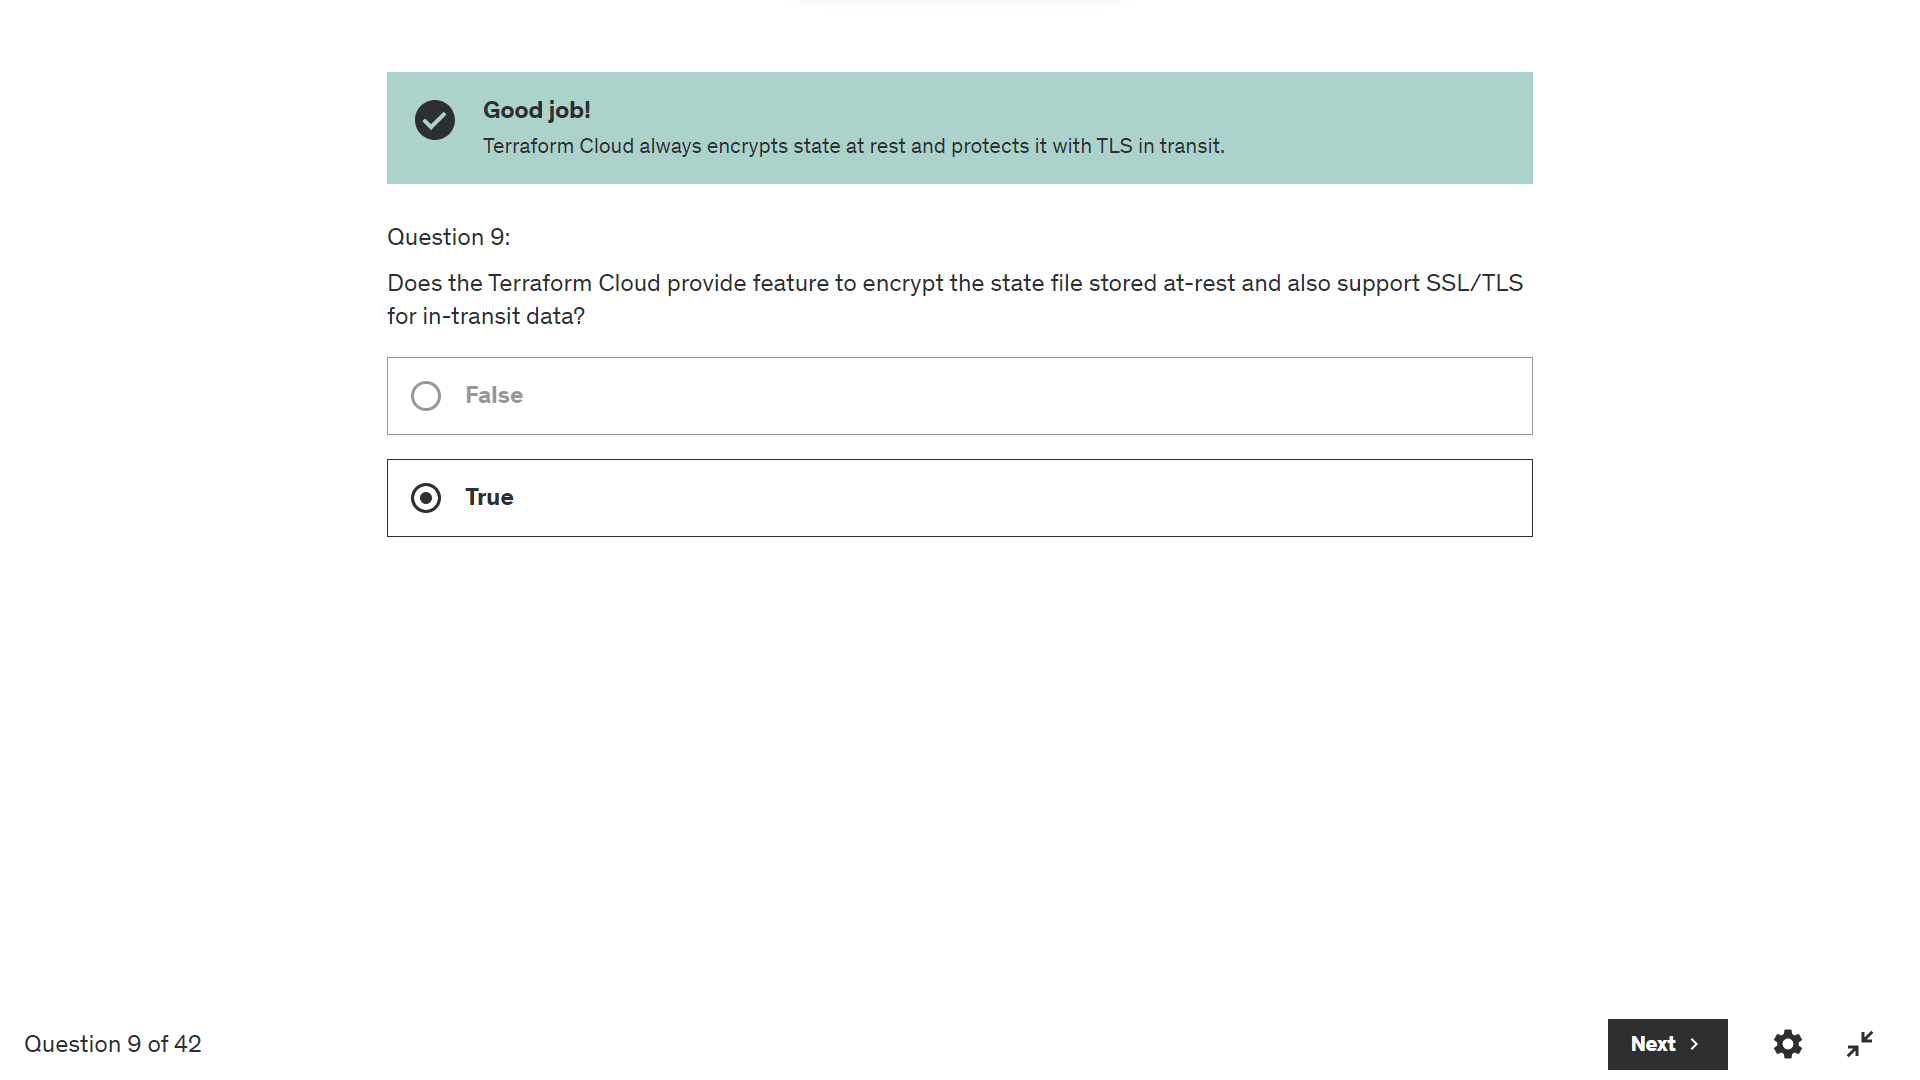 Good job!
Terraform Cloud always encrypts state at rest and protects it with TLS in transit.
Question 9:
Does the Terraform Cloud provide feature to encrypt the state file stored at-rest and also support SSL/TLS
for in-transit data?
False
True
Question 9 of 42
Next